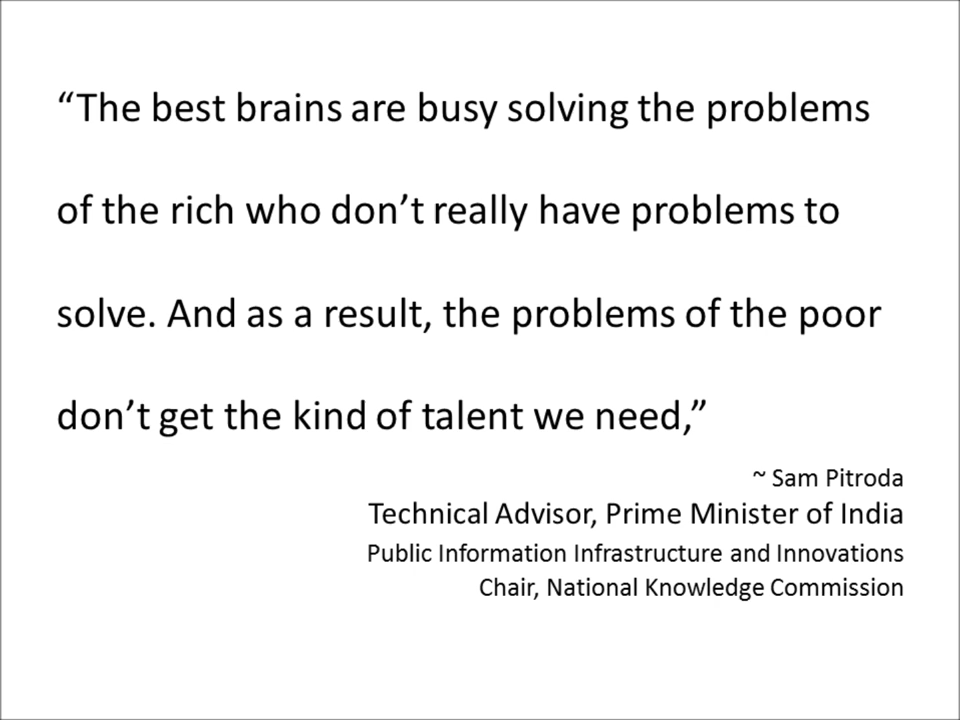 “The best brains are busy solving the problems
of the rich who don’t really have problems to
solve. And as a result, the problems of the poor
don’t get the kind of talent we need,”
~ Sam Pitroda
Technical Advisor, Prime Minister of India
Public Information Infrastructure and Innovations
Chair, National Knowledge Commission